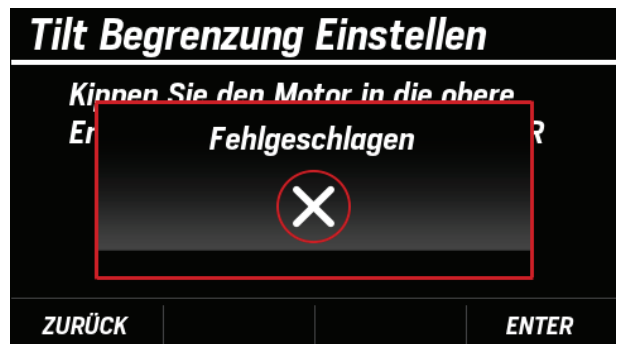 Tilt Begrenzung Einstellen
Kippen Sie den Motor in die obere
Fehlgeschlagen
ZURÜCK ENTER